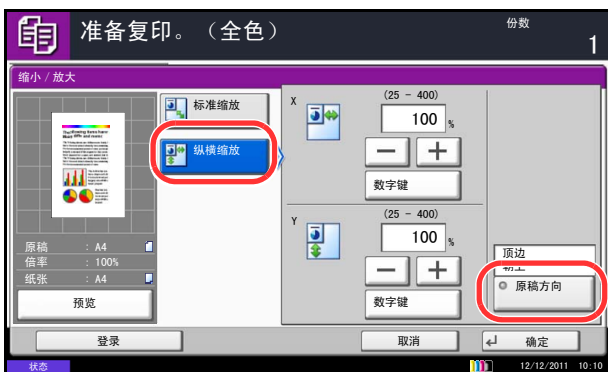 准备复印。（全色）
份数
1
缩小 / 放大
标准缩放
纵横缩放
X
(25 - 400)
100 %
数字键
Y
(25 - 400)
100 %
数字键
原稿 : A4
倍率 : 100%
纸张 : A4
预览
顶边
朝上
原稿方向
登录
取消
确定
状态
12/12/2011 10:10